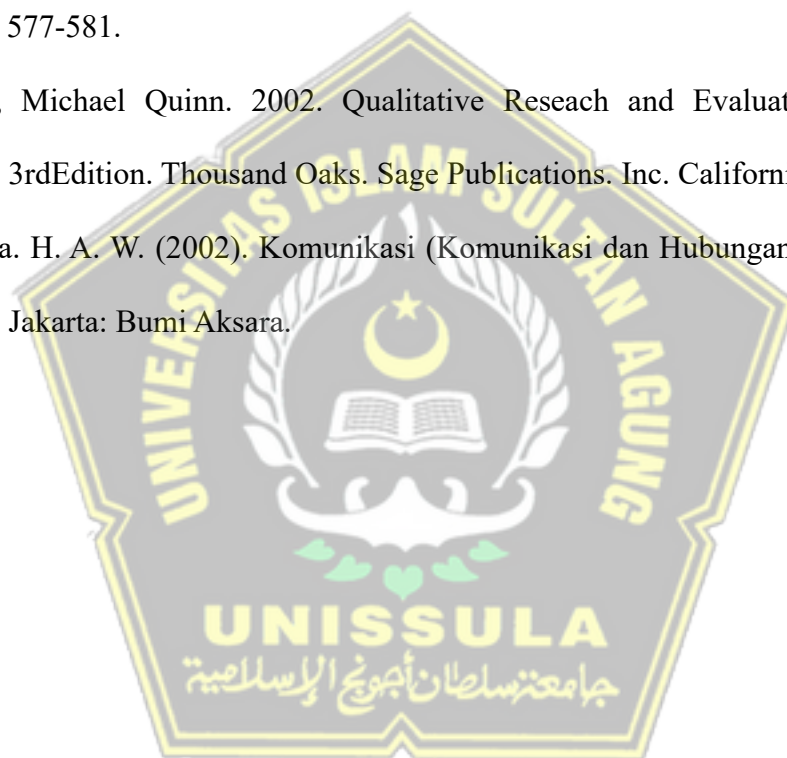 577-581.
, Michael Quinn. 2002. Qualitative Reseach and Evaluat
3rdEdition. Thousand Oaks. Sage Publications. Inc. Californi
a. H. A. W. (2002). Komunikasi (Komunikasi dan Hubungan
Jakarta: Bumi Aksara.
UNIVERSITAS ISLAM SULTAN AGUNG
UNISSULA
جامعة سلطان أجونج الإسلامية